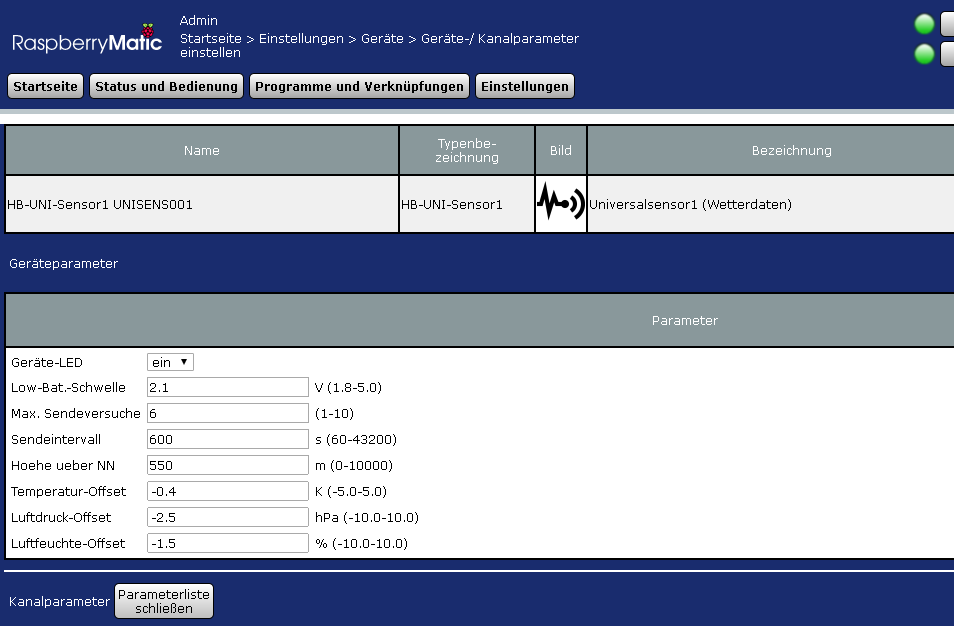 RaspberryMatic
Admin
Startseite > Einstellungen > Geräte > Geräte-/ Kanalparameter
einstellen
Startseite Status und Bedienung Programme und Verknüpfungen Einstellungen
Name Typenbe-
zeichnung Bild Bezeichnung
HB-UNI-Sensor1 UNISENS001 HB-UNI-Sensor1 Universalsensor1 (Wetterdaten)
Geräteparameter
Parameter
Geräte-LED ein
Low-Bat.-Schwelle 2.1 V (1.8-5.0)
Max. Sendeversuche 6 (1-10)
Sendeintervall 600 s (60-43200)
Hoehe ueber NN 550 m (0-10000)
Temperatur-Offset -0.4 K (-5.0-5.0)
Luftdruck-Offset -2.5 hPa (-10.0-10.0)
Luftfeuchte-Offset -1.5 % (-10.0-10.0)
Kanalparameter Parameterliste
schließen